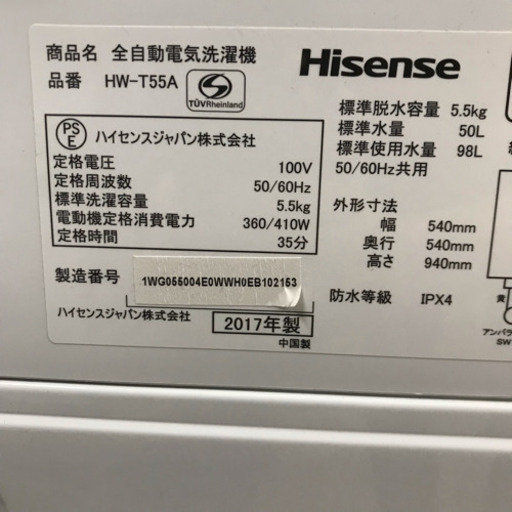 商品名 全自動電気洗濯機
品番 HW-T55A
TÜVRheinland
PSE ハイセンスジャパン株式会社
定格電圧 100V
定格周波数 50/60Hz
標準洗濯容量 5.5kg
電動機定格消費電力 360/410W
定格時間 35分
製造番号 1WG055004E0WWH0EB102153
ハイセンスジャパン株式会社 2017年製
中国製
Hisense
標準脱水容量 5.5kg
標準水量 50L
標準使用水量 98L
50/60Hz共用
外形寸法
幅 540mm
奥行 540mm
高さ 940mm
防水等級 IPX4
黄
アンバラ
SW